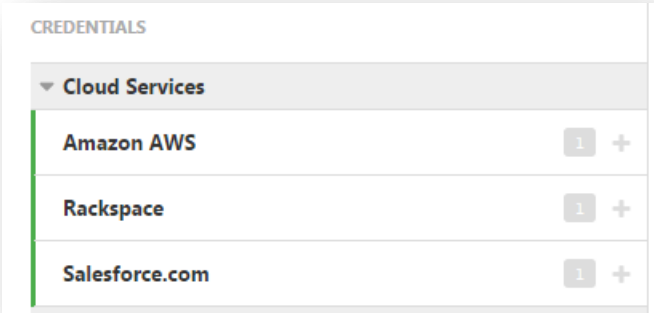 CREDENTIALS
Cloud Services
Amazon AWS 1
Rackspace 1
Salesforce.com 1